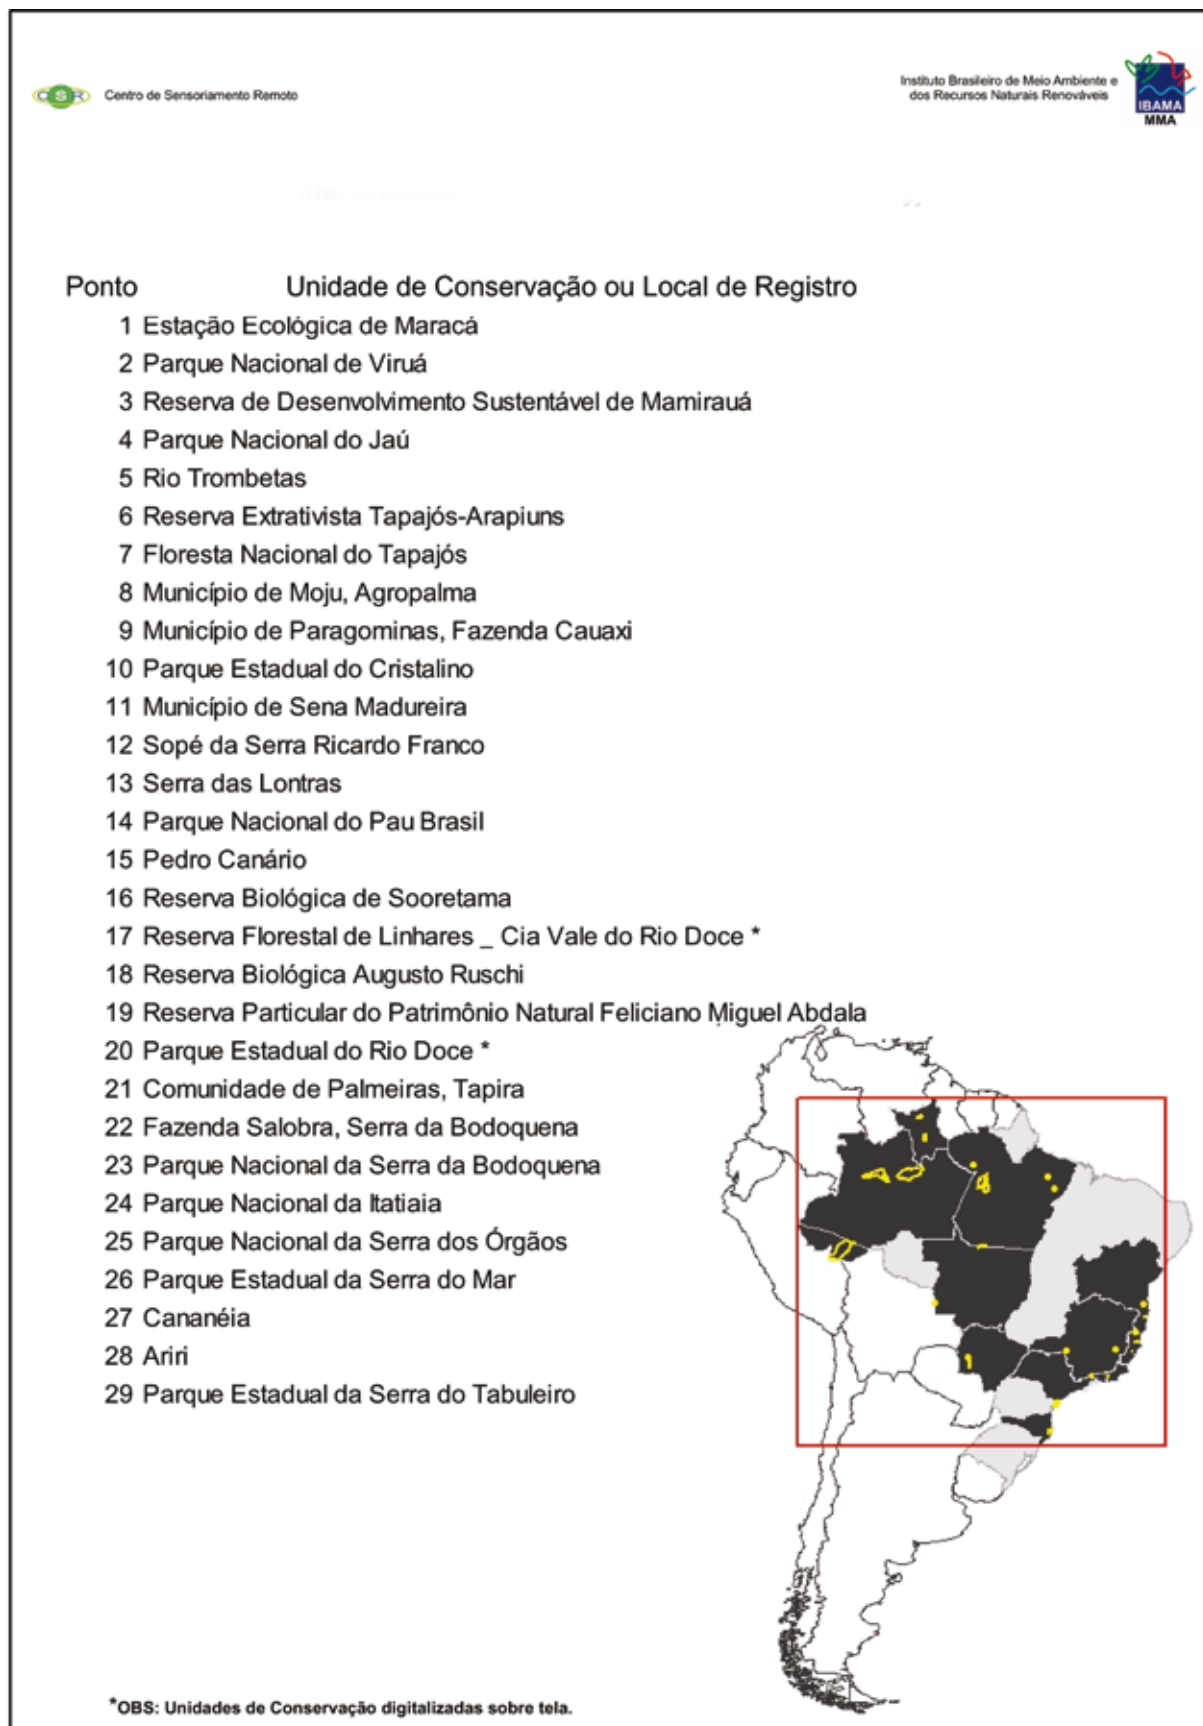 CSR
Centro de Sensoriamento Remoto
Instituto Brasileiro de Meio Ambiente e
dos Recursos Naturais Renováveis
IBAMA
MMA
Ponto Unidade de Conservação ou Local de Registro
1 Estação Ecológica de Maracá
2 Parque Nacional de Viruá
3 Reserva de Desenvolvimento Sustentável de Mamirauá
4 Parque Nacional do Jaú
5 Rio Trombetas
6 Reserva Extrativista Tapajós-Arapiuns
7 Floresta Nacional do Tapajós
8 Município de Moju, Agropalma
9 Município de Paragominas, Fazenda Cauaxi
10 Parque Estadual do Cristalino
11 Município de Sena Madureira
12 Sopé da Serra Ricardo Franco
13 Serra das Lontras
14 Parque Nacional do Pau Brasil
15 Pedro Canário
16 Reserva Biológica de Sooretama
17 Reserva Florestal de Linhares _ Cia Vale do Rio Doce *
18 Reserva Biológica Augusto Ruschi
19 Reserva Particular do Patrimônio Natural Feliciano Miguel Abdala
20 Parque Estadual do Rio Doce *
21 Comunidade de Palmeiras, Tapira
22 Fazenda Salobra, Serra da Bodoquena
23 Parque Nacional da Serra da Bodoquena
24 Parque Nacional da Itatiaia
25 Parque Nacional da Serra dos Órgãos
26 Parque Estadual da Serra do Mar
27 Cananéia
28 Ariri
29 Parque Estadual da Serra do Tabuleiro
*OBS: Unidades de Conservação digitalizadas sobre tela.